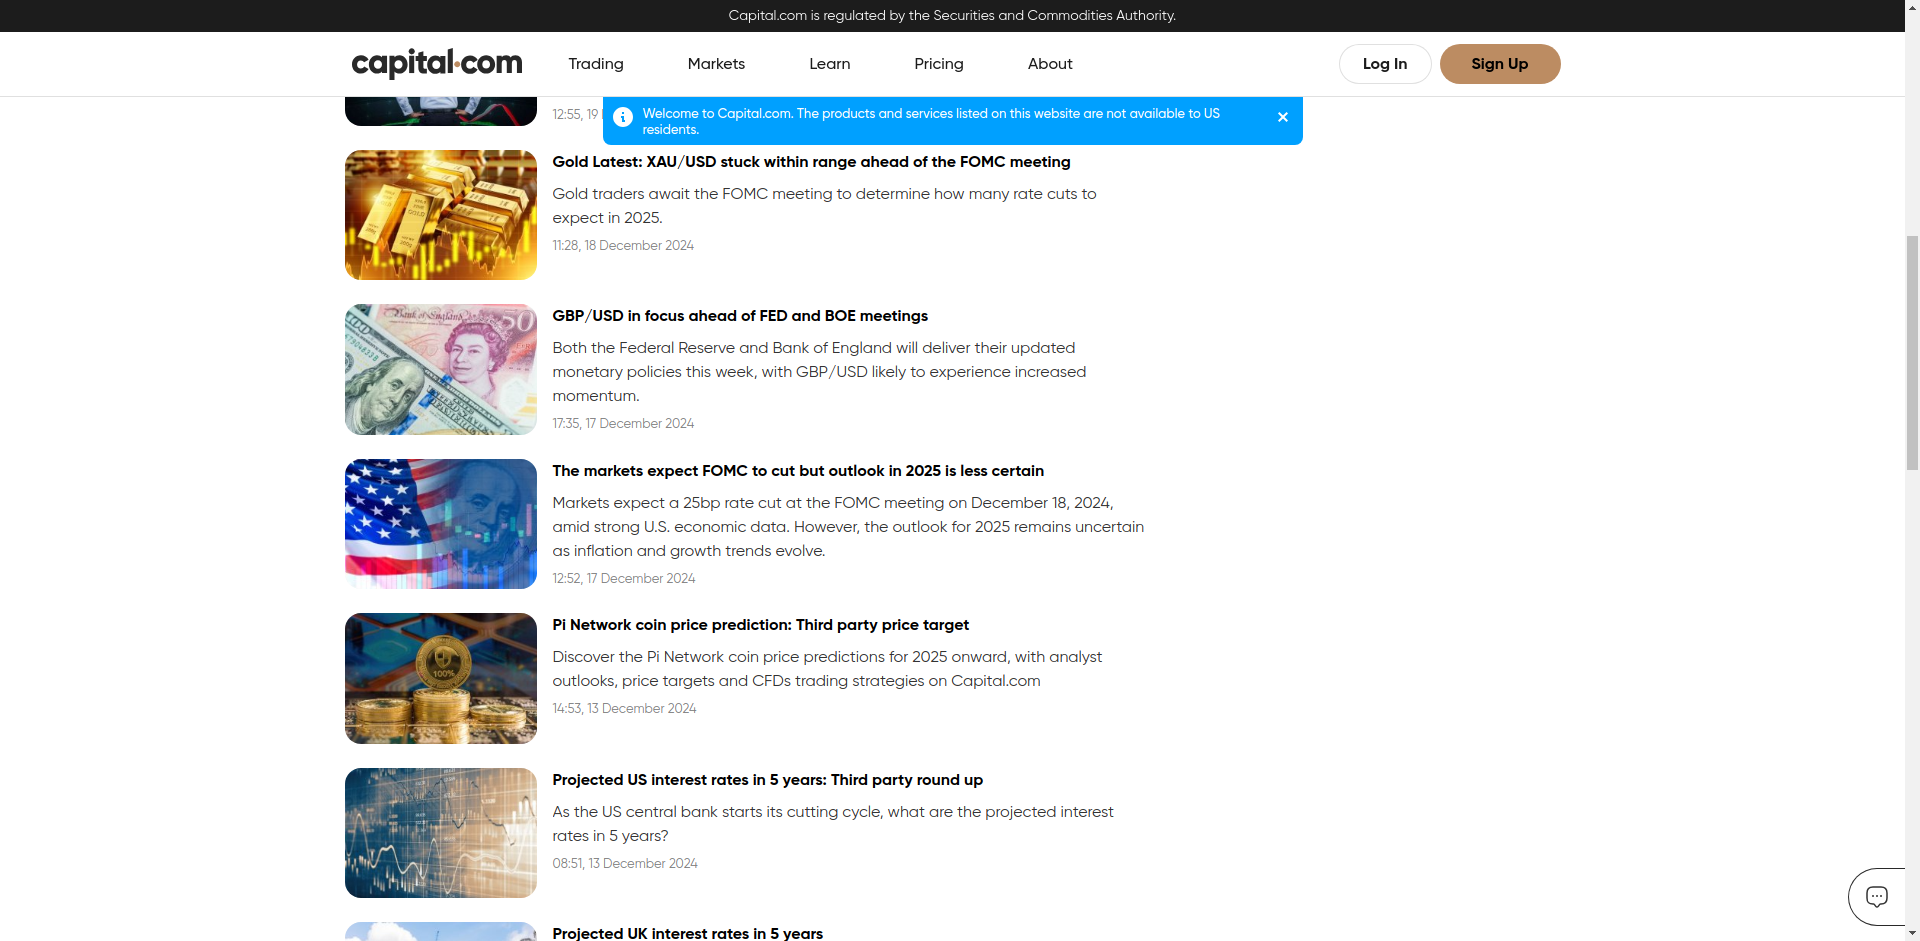 Capital.com is regulated by the Securities and Commodities Authority.
capital.com
Trading
Markets
Learn
Pricing
About
Log In
Sign Up
12:55, 19
Welcome to Capital.com. The products and services listed on this website are not available to US
residents.
Gold Latest: XAU/USD stuck within range ahead of the FOMC meeting
Gold traders await the FOMC meeting to determine how many rate cuts to
expect in 2025.
11:28, 18 December 2024
GBP/USD in focus ahead of FED and BOE meetings
Both the Federal Reserve and Bank of England will deliver their updated
monetary policies this week, with GBP/USD likely to experience increased
momentum.
17:35, 17 December 2024
The markets expect FOMC to cut but outlook in 2025 is less certain
Markets expect a 25bp rate cut at the FOMC meeting on December 18, 2024,
amid strong U.S. economic data. However, the outlook for 2025 remains uncertain
as inflation and growth trends evolve.
12:52, 17 December 2024
Pi Network coin price prediction: Third party price target
Discover the Pi Network coin price predictions for 2025 onward, with analyst
outlooks, price targets and CFDs trading strategies on Capital.com
14:53, 13 December 2024
Projected US interest rates in 5 years: Third party round up
As the US central bank starts its cutting cycle, what are the projected interest
rates in 5 years?
08:51, 13 December 2024
Projected UK interest rates in 5 years